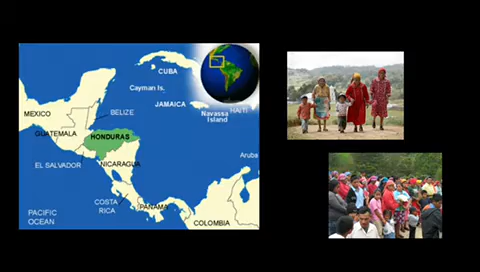 CUBA
Cayman Is.
JAMAICA
HAITI
Navassa
Island
MEXICO
BELIZE
GUATEMALA
HONDURAS
EL SALVADOR
NICARAGUA
Aruba
COSTA
RICA
PANAMA
COLOMBIA
PACIFIC
OCEAN